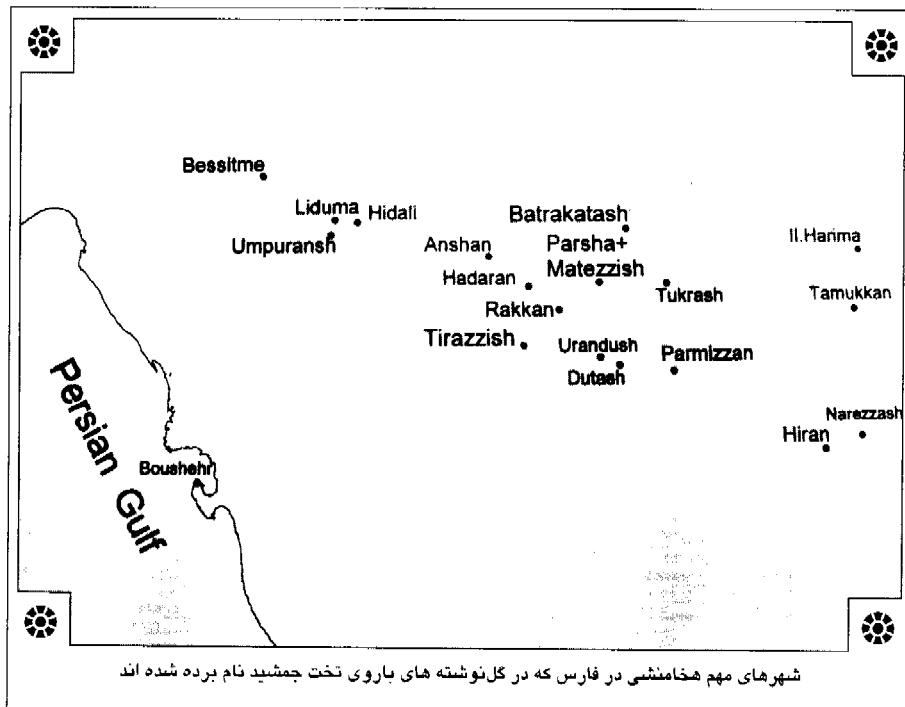 Bessitme
Liduma
Hidali
Umpuransh
Batrakatash
Anshan
Parsha+
Matezzish
Il.Harima
Hadaran
Tukrash
Tamukkan
Rakkan
Tirazzish
Urandush
Parmizzan
Dutash
Persian Gulf
Narezzash
Hiran
Boushehr
شهرهای مهم هخامنشی در فارس که در گل‌نوشته های باروی تخت جمشید نام برده شده اند